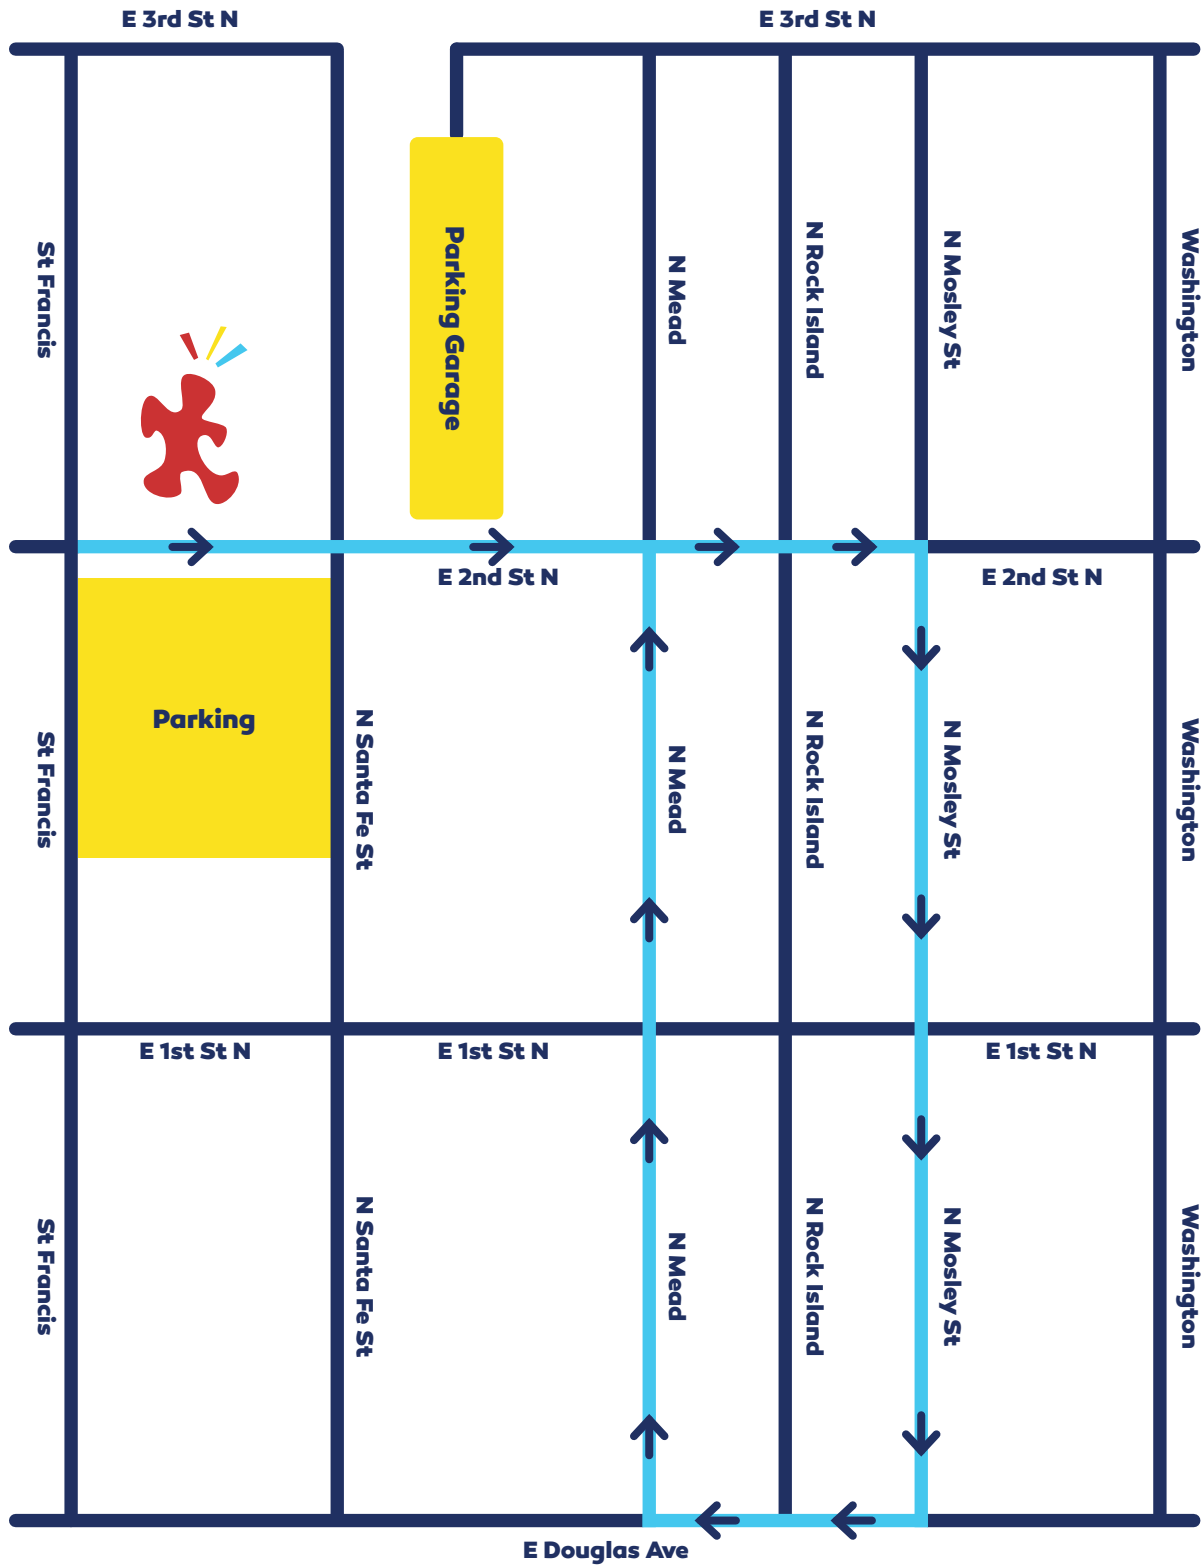 E 3rd St N
E 3rd St N
St Francis
Parking Garage
N Mead
N Rock Island
N Mosley St
Washington
E 2nd St N
E 2nd St N
St Francis
Parking
N Santa Fe St
N Mead
N Rock Island
N Mosley St
Washington
E 1st St N
E 1st St N
E 1st St N
St Francis
N Santa Fe St
N Mead
N Rock Island
N Mosley St
Washington
E Douglas Ave